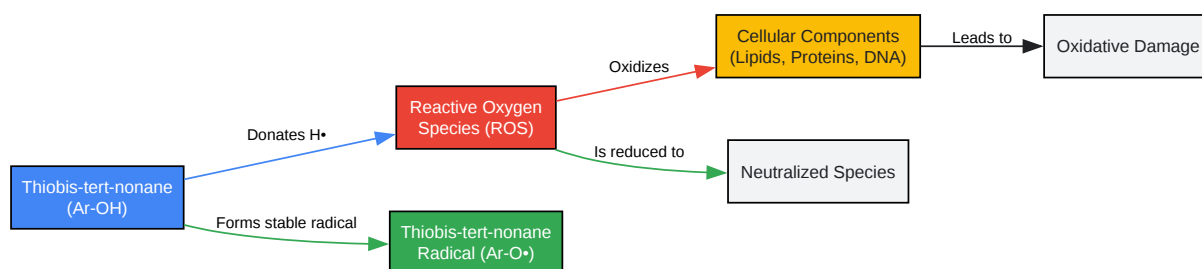 Cellular Components
(Lipids, Proteins, DNA)
Leads to
Oxidative Damage
Oxidizes
Reactive Oxygen
Species (ROS)
Donates H•
Is reduced to
Neutralized Species
Thiobis-tert-nonane
(Ar-OH)
Forms stable radical
Thiobis-tert-nonane
Radical (Ar-O•)